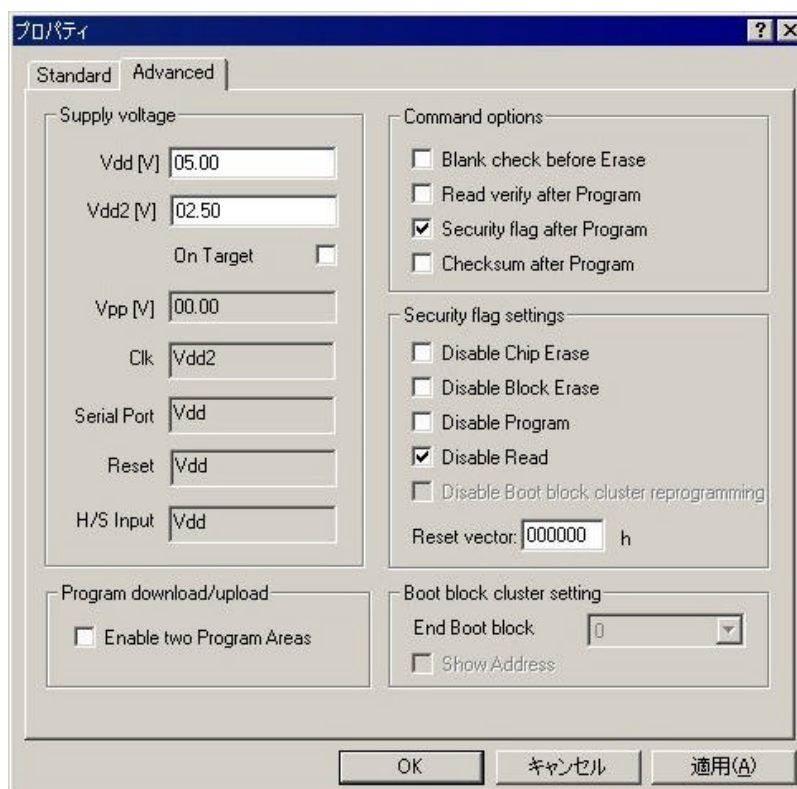 プロパティ
Standard
Advanced
Supply voltage
Vdd [V] 05.00
Vdd2 [V] 02.50
On Target
Vpp [V] 00.00
Clk Vdd2
Serial Port Vdd
Reset Vdd
H/S Input Vdd
Program download/upload
Enable two Program Areas
Command options
Blank check before Erase
Read verify after Program
Security flag after Program
Checksum after Program
Security flag settings
Disable Chip Erase
Disable Block Erase
Disable Program
Disable Read
Disable Boot block cluster reprogramming
Reset vector: 000000 h
Boot block cluster setting
End Boot block 0
Show Address
OK
キャンセル
適用(A)